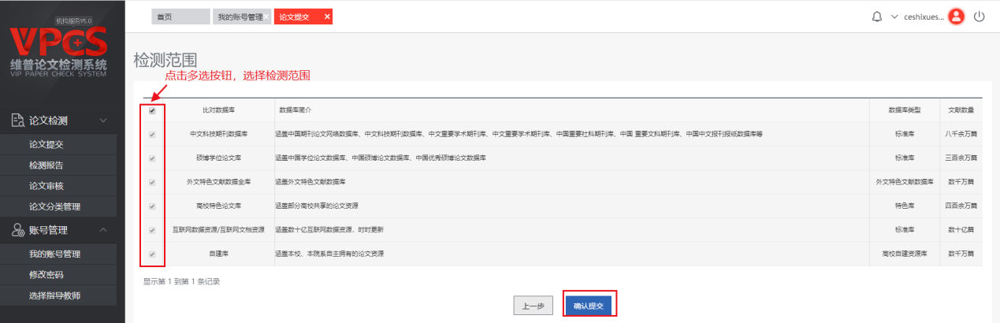 机构服务V5.0
VPCS
维普论文检测系统
VIP PAPER CHECK SYSTEM
论文检测
论文提交
检测报告
论文审核
论文分类管理
账号管理
我的账号管理
修改密码
选择指导教师
首页 我的账号管理× 论文提交 ×
ceshixues...
检测范围
点击多选按钮，选择检测范围
比对数据库 数据库简介 数据库类型 文献数量
中文科技期刊数据库 涵盖中国期刊论文网络数据库、中文科技期刊数据库、中文重要学术期刊库、中文重要学术期刊库、中国重要社科期刊库、中国 重要文科期刊库、中国中文报刊报纸数据库等 标准库 八千余万篇
硕博学位论文库 涵盖中国学位论文数据库、中国硕博论文数据库、中国优秀硕博论文数据库 标准库 三百余万篇
外文特色文献数据全库 涵盖外文特色文献数据库 外文特色文献数据库 数千万篇
高校特色论文库 涵盖部分高校共享的论文资源 特色库 四百余万篇
互联网数据资源/互联网文档资源 涵盖数十亿互联网数据资源，时时更新 标准库 数十亿篇
自建库 涵盖本校、本院系自主拥有的论文资源 高校自建资源库 数千万篇
显示第 1 到第 1 条记录
上一步 确认提交